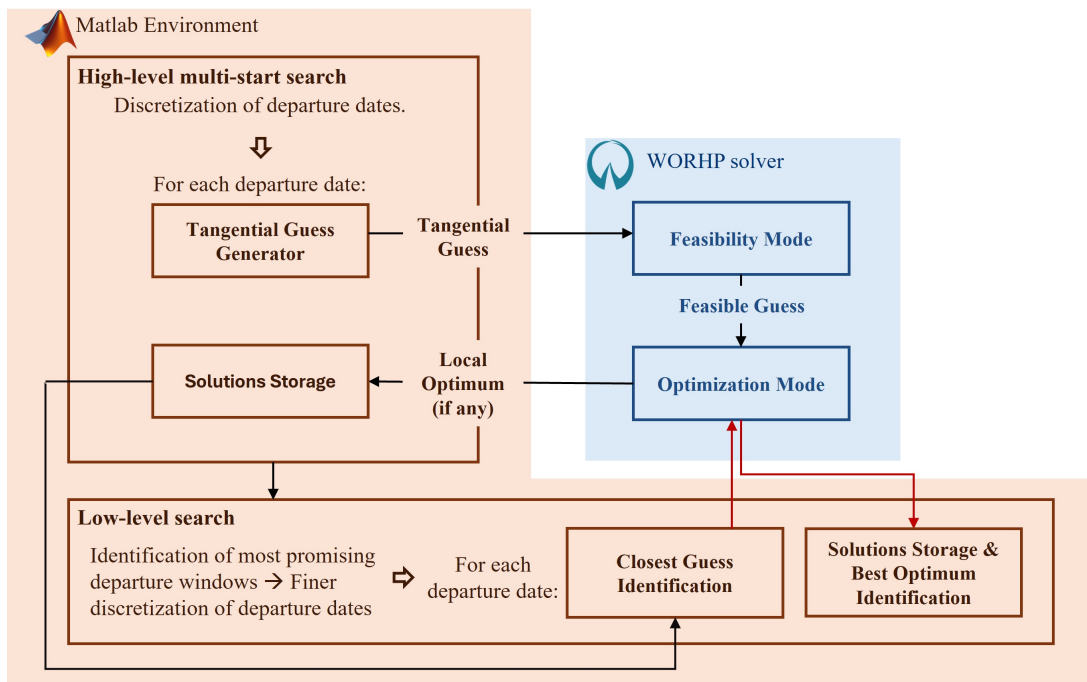 Matlab Environment
High-level multi-start search
Discretization of departure dates.
For each departure date:
Tangential Guess
Generator
Tangential
Guess
WORHP solver
Feasibility Mode
Feasible Guess
Optimization Mode
Local
Optimum
(if any)
Solutions Storage
Low-level search
Identification of most promising
departure windows → Finer
discretization of departure dates
For each
departure date:
Closest Guess
Identification
Solutions Storage &
Best Optimum
Identification